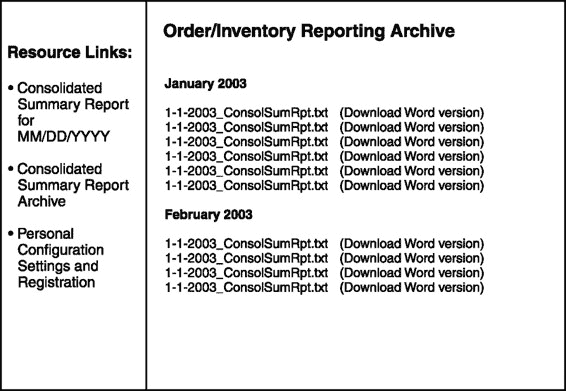 Resource Links:
• Consolidated
Summary Report
for
MM/DD/YYYY
• Consolidated
Summary Report
Archive
• Personal
Configuration
Settings and
Registration
Order/Inventory Reporting Archive
January 2003
1-1-2003_ConsolSumRpt.txt (Download Word version)
1-1-2003_ConsolSumRpt.txt (Download Word version)
1-1-2003_ConsolSumRpt.txt (Download Word version)
1-1-2003_ConsolSumRpt.txt (Download Word version)
1-1-2003_ConsolSumRpt.txt (Download Word version)
1-1-2003_ConsolSumRpt.txt (Download Word version)
February 2003
1-1-2003_ConsolSumRpt.txt (Download Word version)
1-1-2003_ConsolSumRpt.txt (Download Word version)
1-1-2003_ConsolSumRpt.txt (Download Word version)
1-1-2003_ConsolSumRpt.txt (Download Word version)